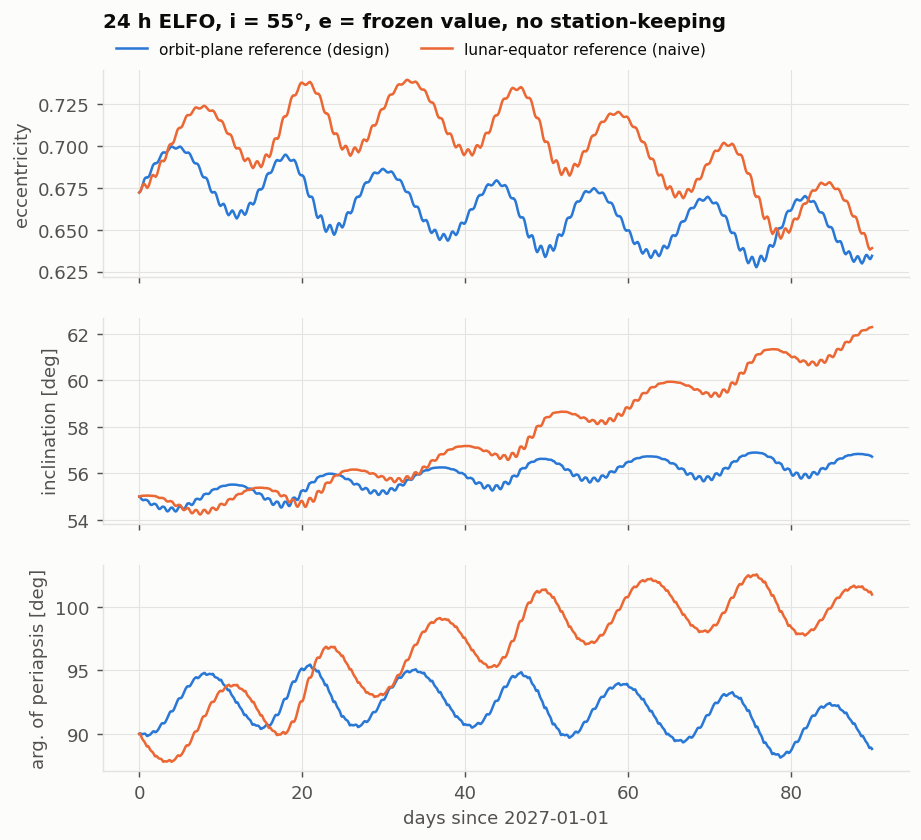 24 h ELFO, i = 55°, e = frozen value, no station-keeping
orbit-plane reference (design) lunar-equator reference (naive)
eccentricity
0.725
0.700
0.675
0.650
0.625
inclination [deg]
62
60
58
56
54
arg. of periapsis [deg]
100
95
90
0 20 40 60 80
days since 2027-01-01